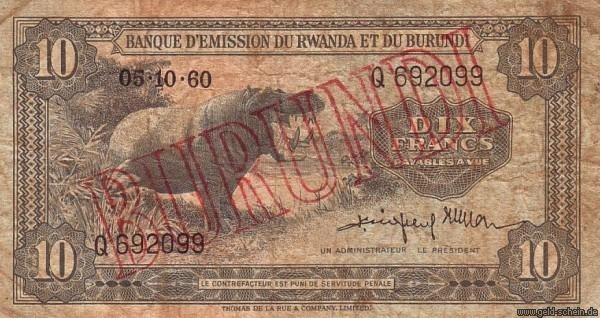 10 BANQUE D'EMISSION DU RWANDA ET DU BURUNDI 10
05·10·60 Q 692099
BURUNDI
DIX
FRANCS
PAYABLES A VUE
Q 692099
UN ADMINISTRATEUR LE PRÉSIDENT
10 LE CONTREFACTEUR EST PUNI DE SERVITUDE PENALE 10
THOMAS DE LA RUE & COMPANY, LIMITED.
www.geld-schein.de